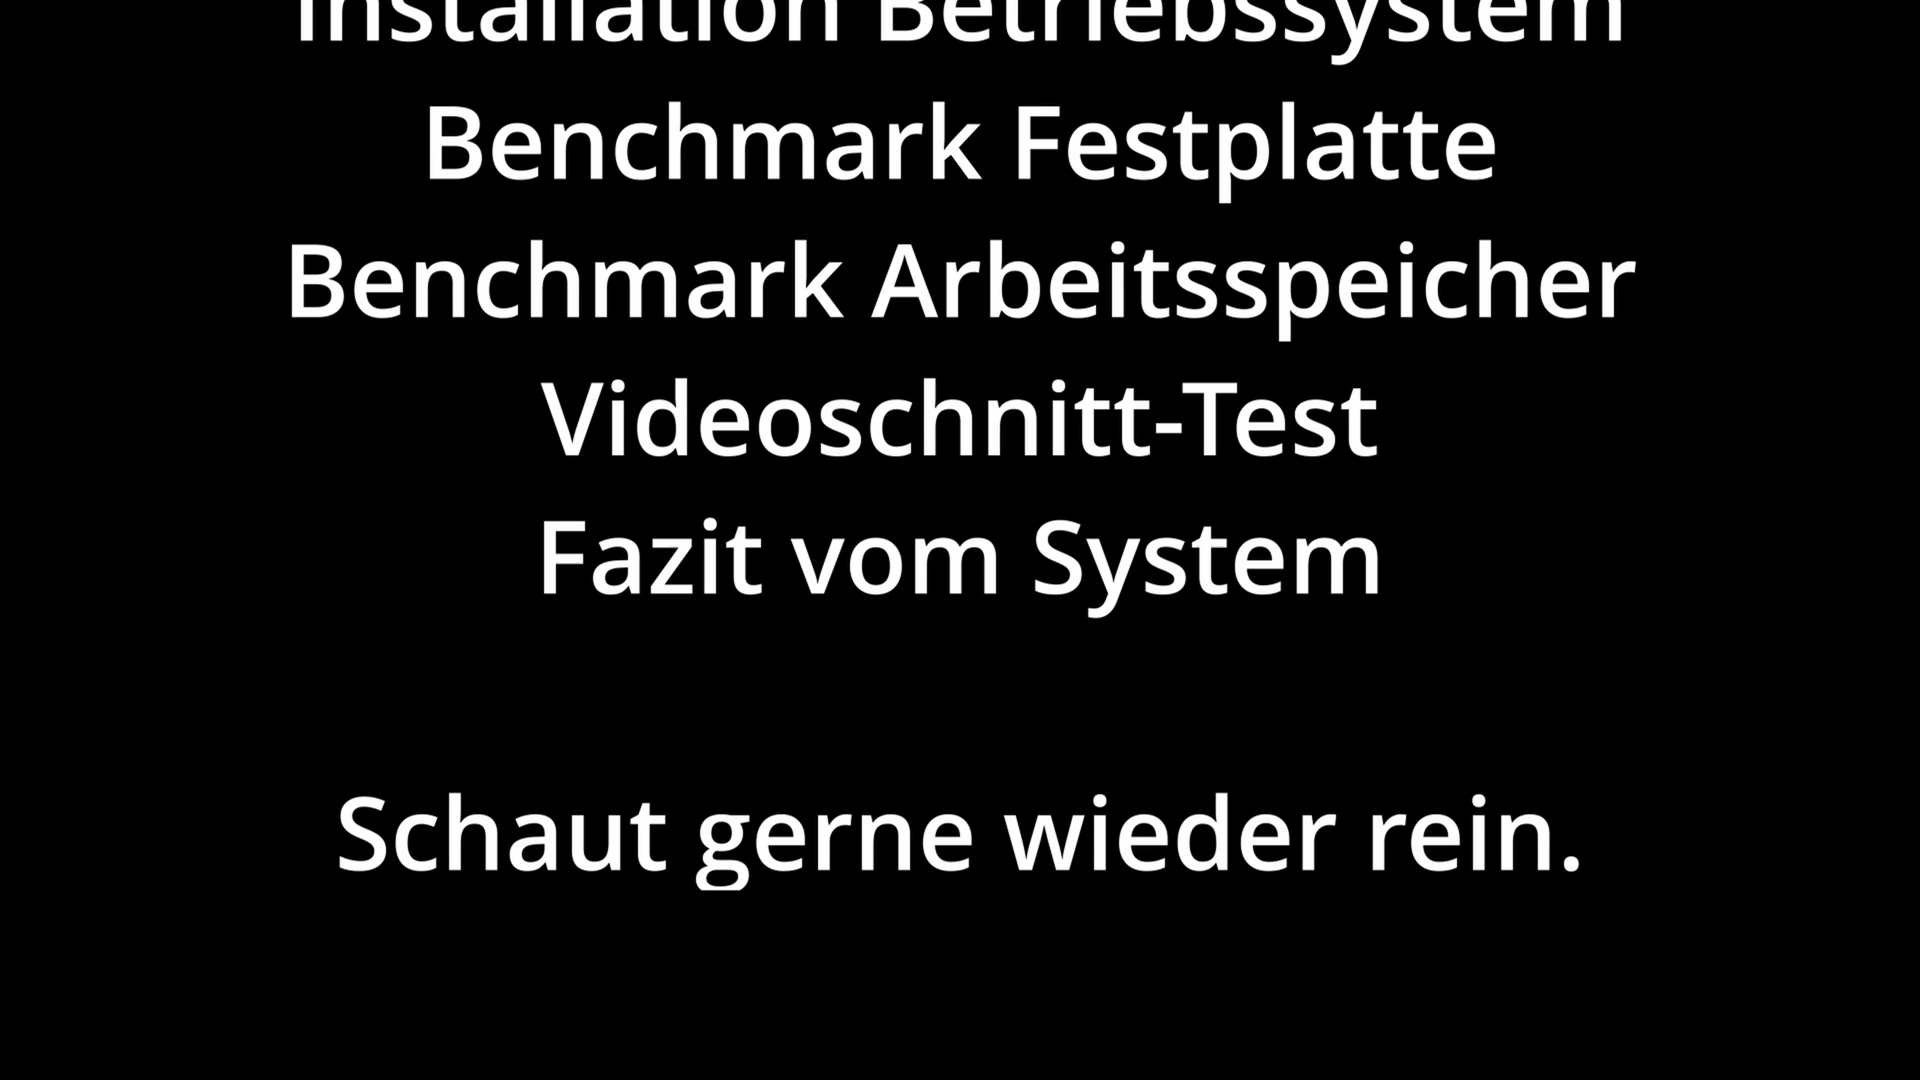 Installation Betriebssystem
Benchmark Festplatte
Benchmark Arbeitsspeicher
Videoschnitt-Test
Fazit vom System
Schaut gerne wieder rein.